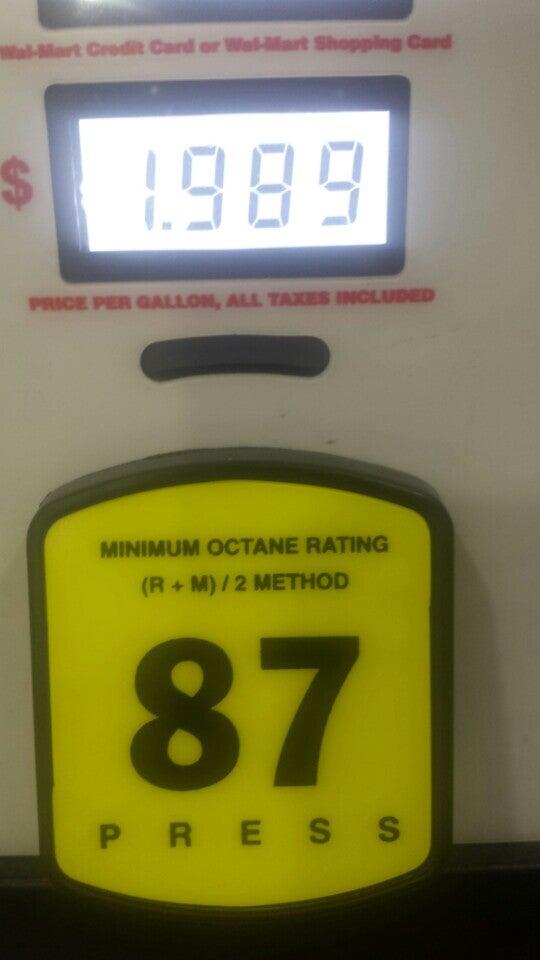 Wal-Mart Credit Card or Wal-Mart Shopping Card
$ 1.989
PRICE PER GALLON, ALL TAXES INCLUDED
MINIMUM OCTANE RATING
(R + M) / 2 METHOD
87
PRESS